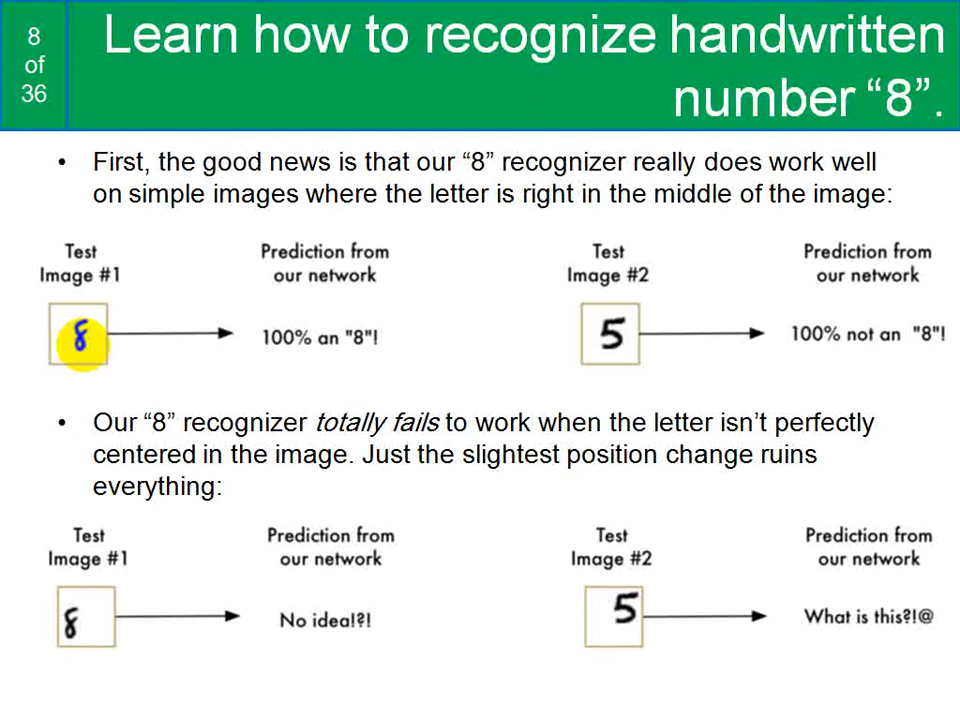 8
of
36
Learn how to recognize handwritten
number “8”.
• First, the good news is that our “8” recognizer really does work well
on simple images where the letter is right in the middle of the image:
Test
Image #1
Prediction from
our network
Test
Image #2
Prediction from
our network
8
100% an "8"!
5
100% not an "8"!
• Our “8” recognizer totally fails to work when the letter isn’t perfectly
centered in the image. Just the slightest position change ruins
everything:
Test
Image #1
Prediction from
our network
Test
Image #2
Prediction from
our network
8
No idea!?!
5
What is this?!@